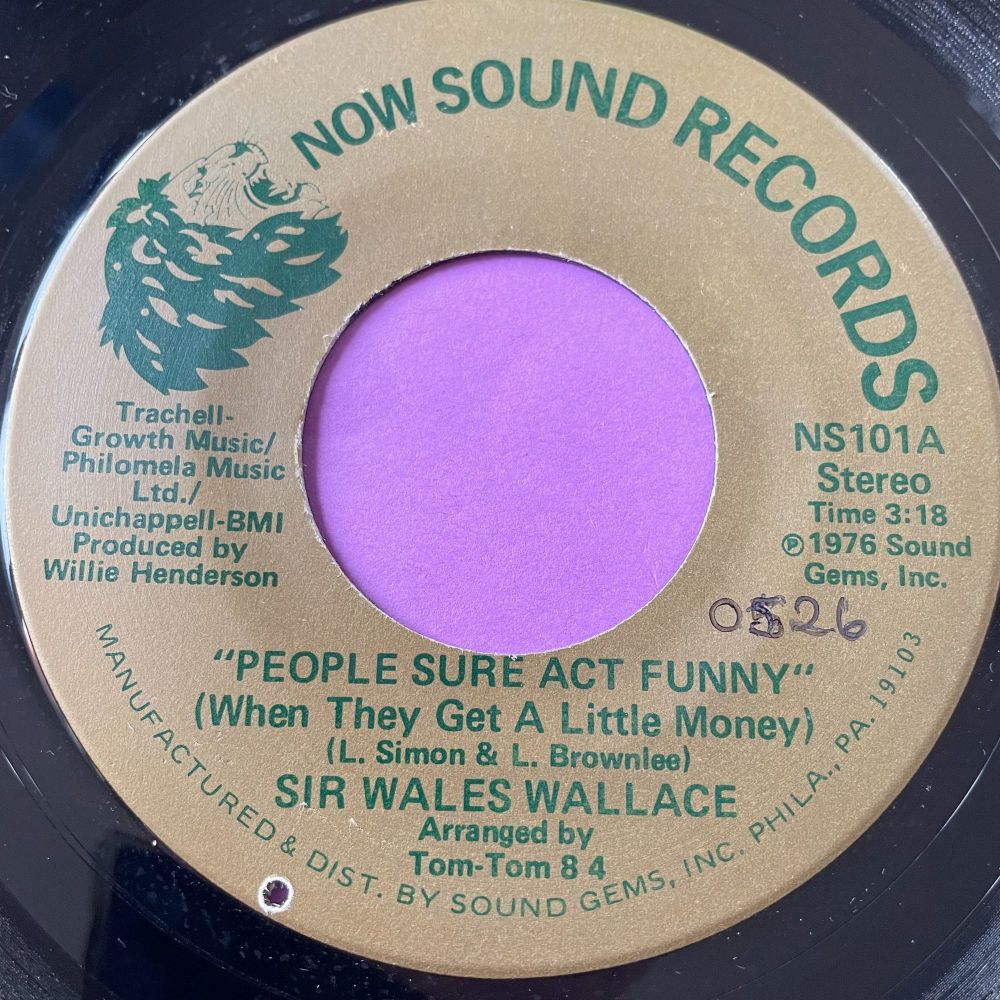 NOW SOUND RECORDS
Trachell-
Growth Music/
Philomela Music
Ltd./
Unichappell-BMI
Produced by
Willie Henderson
NS101A
Stereo
Time 3:18
℗1976 Sound
Gems, Inc.
0526
"PEOPLE SURE ACT FUNNY"
(When They Get A Little Money)
(L. Simon & L. Brownlee)
SIR WALES WALLACE
Arranged by
Tom-Tom 8 4
MANUFACTURED & DIST. BY SOUND GEMS, INC. PHILA., PA. 19103